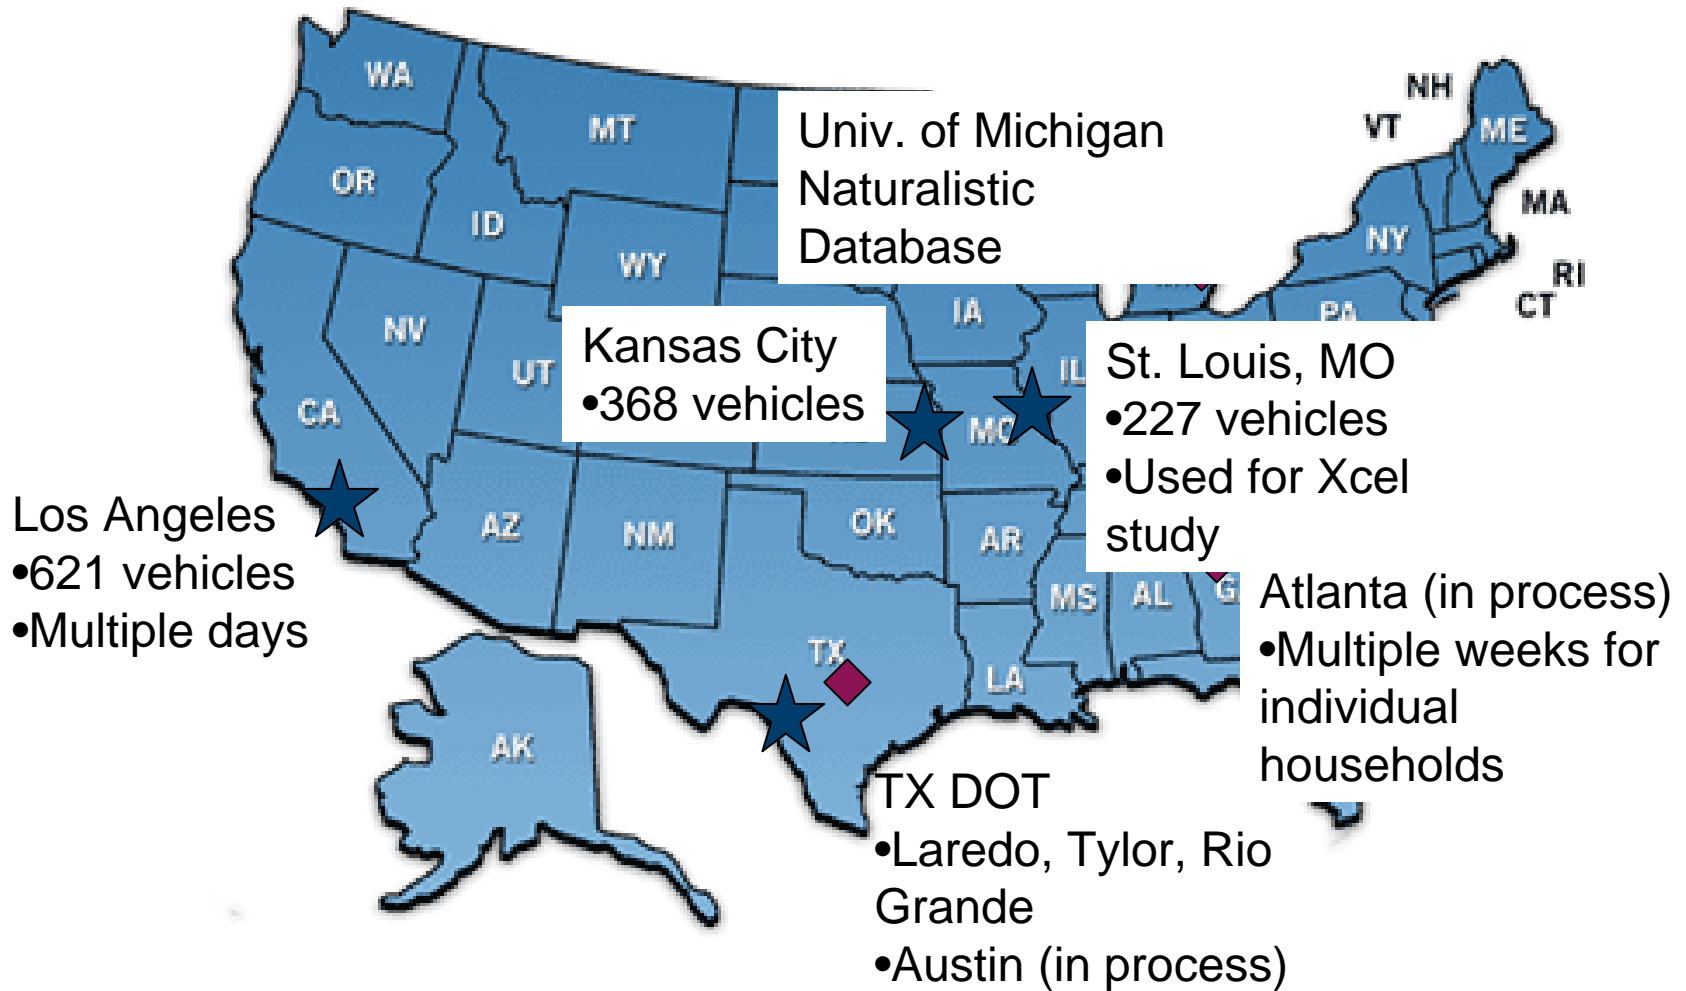 NH
WA
VT
ME
MT
Univ. of Michigan
Naturalistic
Database
OR
ID
MA
NY
WY
RI
CT
IA
PA
NV
Kansas City
•368 vehicles
UT
IL
St. Louis, MO
•227 vehicles
•Used for Xcel
study
CA
MO
Los Angeles
•621 vehicles
•Multiple days
AZ
NM
OK
AR
MS
AL
Atlanta (in process)
•Multiple weeks for
individual
households
TX
LA
AK
TX DOT
•Laredo, Tylor, Rio
Grande
•Austin (in process)